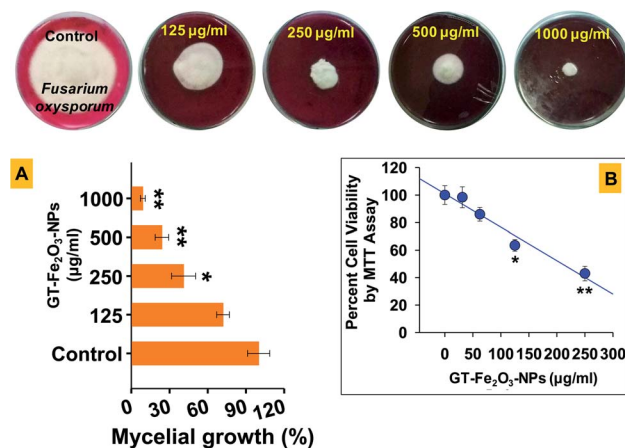 Control
Fusarium
oxysporum
125 µg/ml
250 µg/ml
500 µg/ml
1000 µg/ml
A
GT-Fe₂O₃-NPs
(µg/ml)
1000
**
500
**
250
*
125
Control
0 30 60 90 120
Mycelial growth (%)
B
Percent Cell Viability
by MTT Assay
120
100
80
60
40
20
0
*
**
0 50 100 150 200 250 300
GT-Fe₂O₃-NPs (µg/ml)